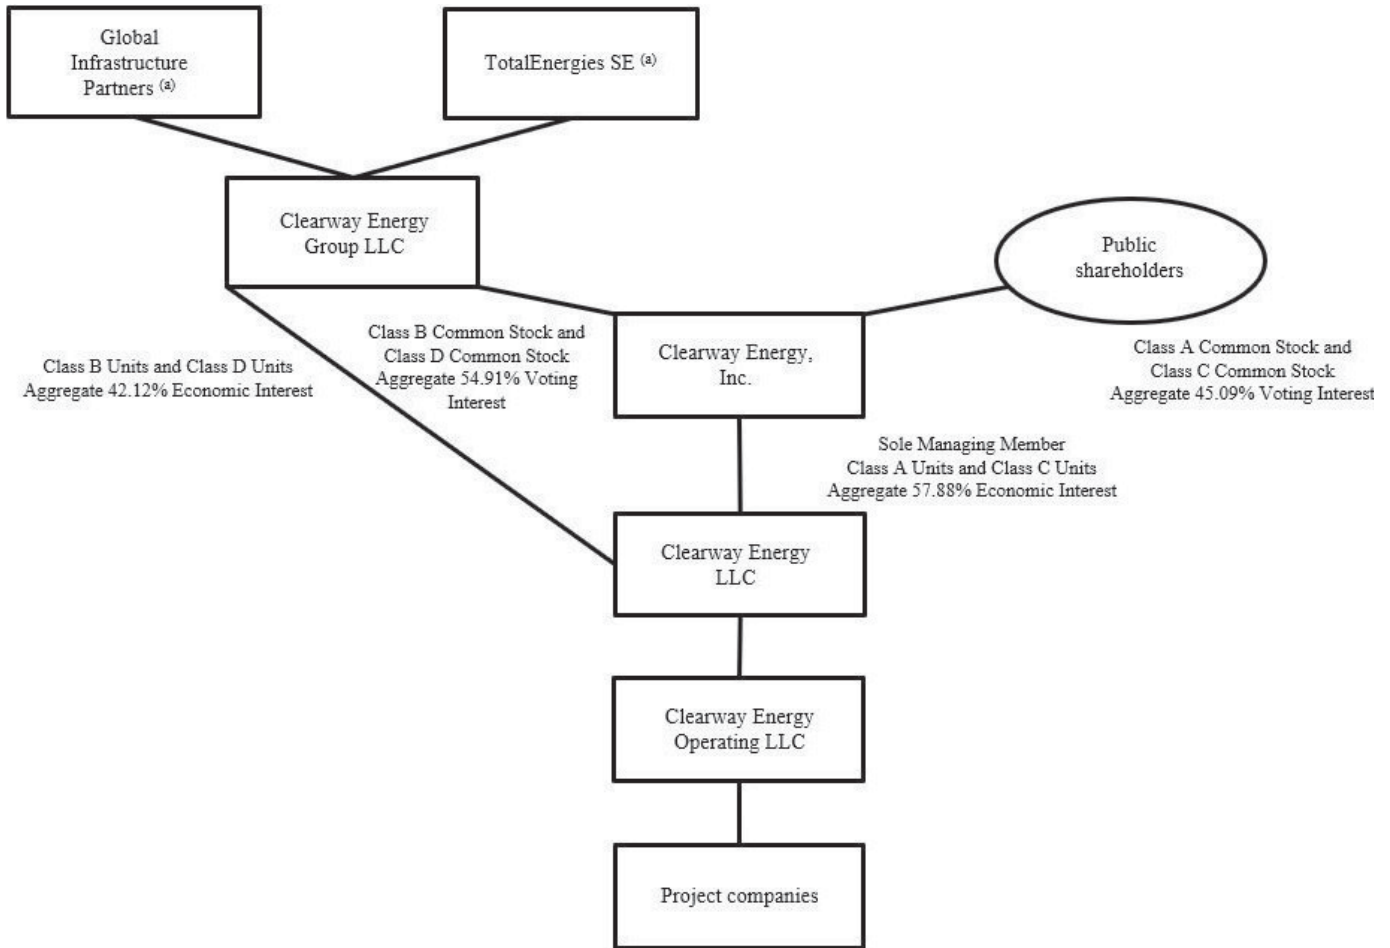 Global
Infrastructure
Partners (a)
TotalEnergies SE (a)
Clearway Energy
Group LLC
Public
shareholders
Class B Units and Class D Units
Aggregate 42.12% Economic Interest
Class B Common Stock and
Class D Common Stock
Aggregate 54.91% Voting
Interest
Clearway Energy,
Inc.
Class A Common Stock and
Class C Common Stock
Aggregate 45.09% Voting Interest
Sole Managing Member
Class A Units and Class C Units
Aggregate 57.88% Economic Interest
Clearway Energy
LLC
Clearway Energy
Operating LLC
Project companies